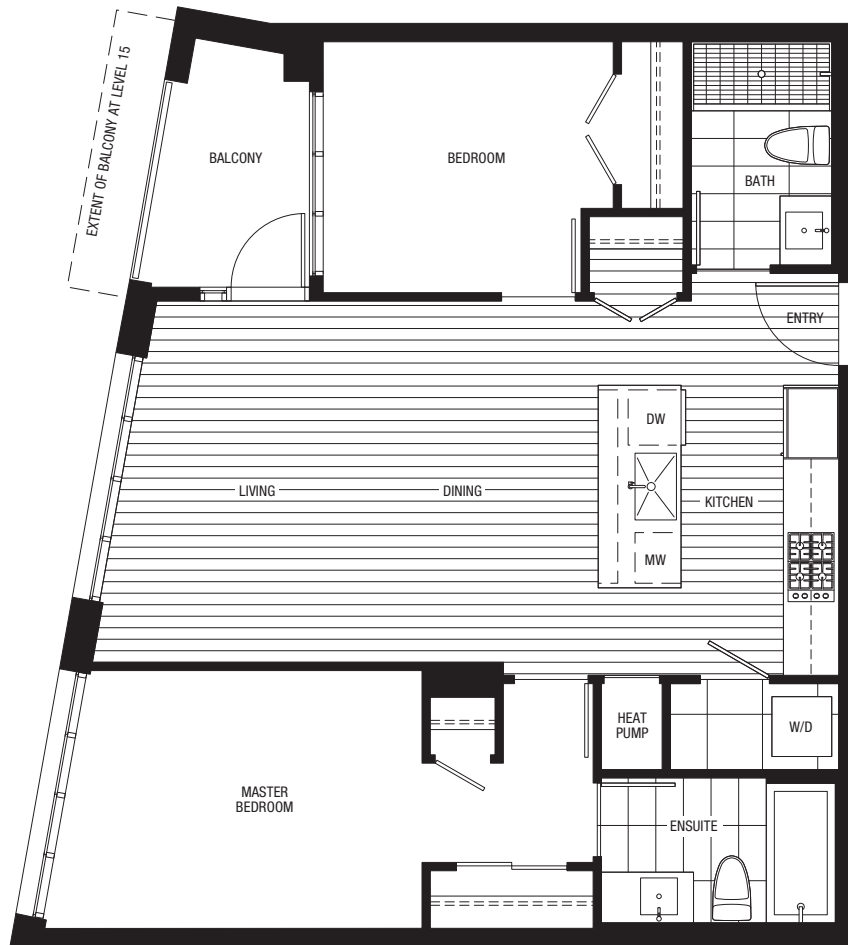 EXTENT OF BALCONY AT LEVEL 15
BALCONY
BEDROOM
BATH
ENTRY
DW
LIVING
DINING
KITCHEN
MW
HEAT
PUMP
W/D
MASTER
BEDROOM
ENSUITE